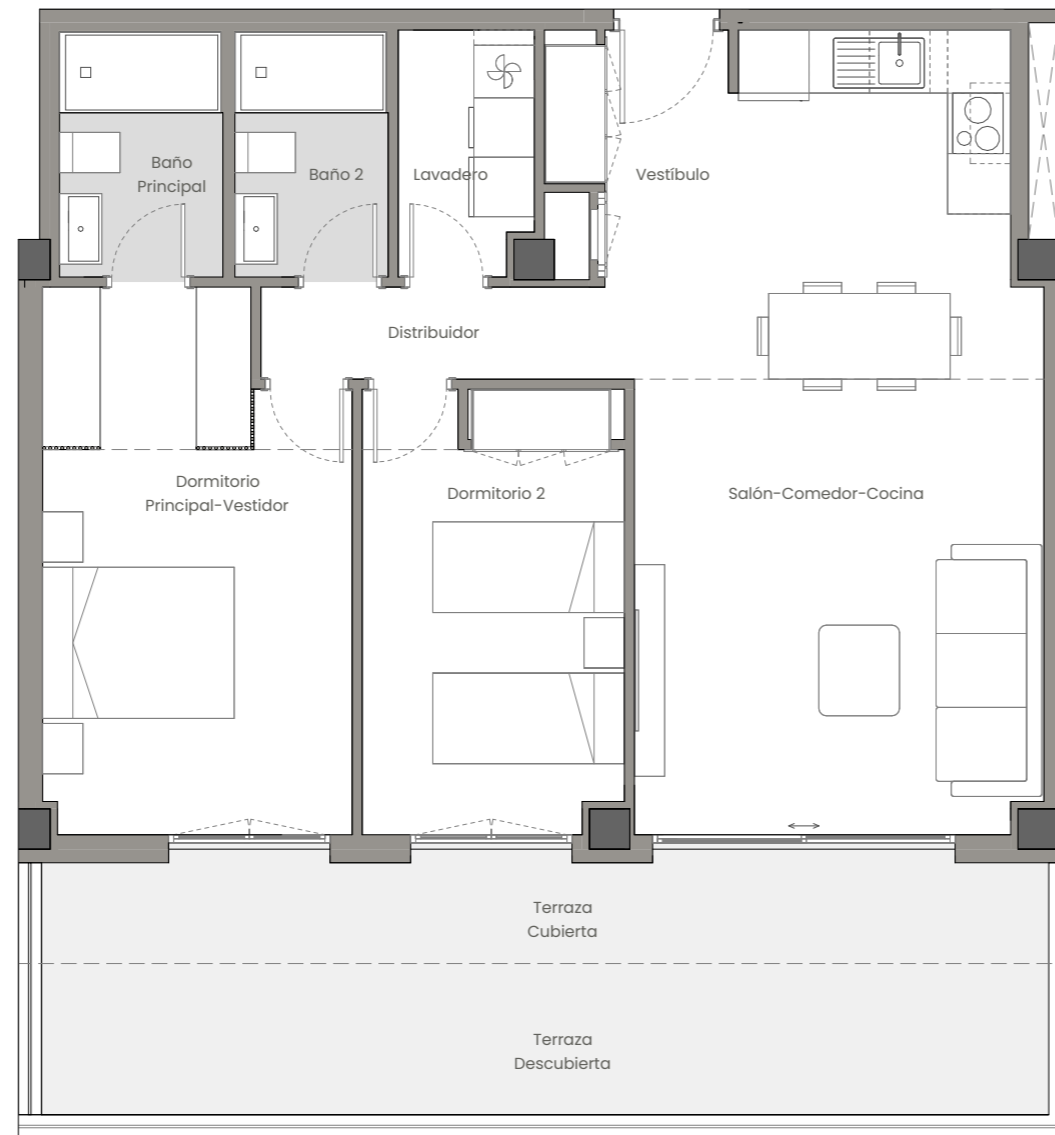 Baño
Principal
Baño 2
Lavadero
Vestíbulo
Distribuidor
Dormitorio
Principal-Vestidor
Dormitorio 2
Salón-Comedor-Cocina
Terraza
Cubierta
Terraza
Descubierta